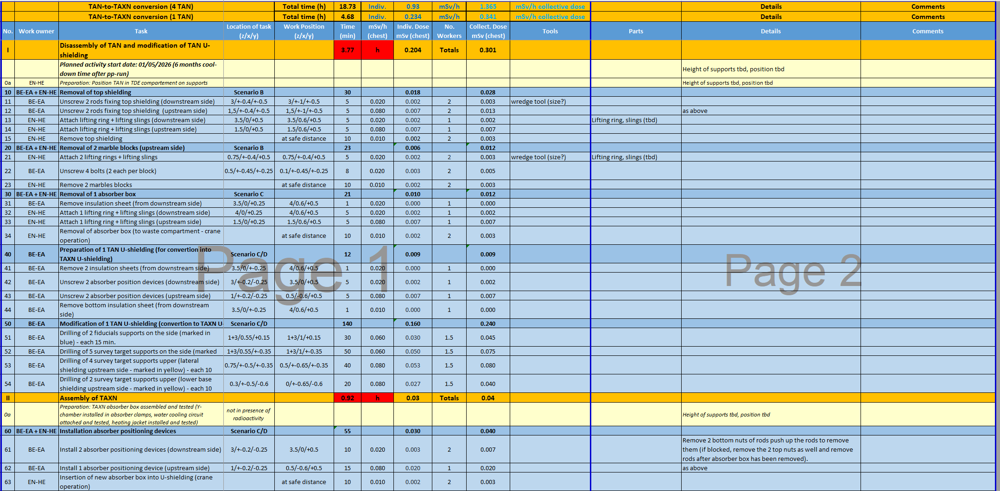 TAN-to-TAXN conversion (4 TAN) Total time (h) 18.73 Indiv. 0.93 mSv/h 1.365 mSv/h collective dose Details Comments
TAN-to-TAXN conversion (1 TAN) Total time (h) 4.68 Indiv. 0.234 mSv/h 0.341 mSv/h collective dose Details Comments
No. Work owner Task Location of task (z/x/y) Work Position (z/x/y) Time (min) mSv/h (chest) Indiv. Dose mSv (chest) No. Workers Collect. Dose mSv (chest) Tools Parts Details Comments
I Disassembly of TAN and modification of TAN U-shielding 3.77 h 0.204 Totals 0.301
Planned activity start date: 01/05/2026 (6 months cool-down time after pp-run) Height of supports tbd, position tbd
0a EN-HE Preparation: Position TAN in TDE compartement on supports Height of supports tbd, position tbd
10 BE-EA + EN-HE Removal of top shielding Scenario B 30 0.018 0.028
11 BE-EA Unscrew 2 rods fixing top shielding (downstream side) 3/+-0.4/+-0.5 3/+-1/+-0.5 5 0.020 0.002 2 0.003 wredge tool (size?)
12 BE-EA Unscrew 2 rods fixing top shielding (upstream side) 1,5/+-0.4/+-0.5 1,5/+-1/+-0.5 5 0.080 0.007 2 0.013 as above
13 EN-HE Attach lifting ring + lifting slings (downstream side) 3.5/0/+0.5 3.5/0.6/+0.5 5 0.020 0.002 1 0.002 Lifting ring, slings (tbd)
14 EN-HE Attach lifting ring + lifting slings (upstream side) 1.5/0/+0.5 1.5/0.6/+0.5 5 0.080 0.007 1 0.007
15 EN-HE Remove top shielding at safe distance 10 0.010 0.002 2 0.003
20 BE-EA + EN-HE Removal of 2 marble blocks (upstream side) Scenario B 23 0.006 0.012
21 EN-HE Attach 2 lifting rings + lifting slings 0.75/+-0.4/+0.5 0.75/+-0.4/+0.5 5 0.020 0.002 2 0.003 wredge tool (size?) Lifting ring, slings (tbd)
22 BE-EA Unscrew 4 bolts (2 each per block) 0.5/+-0.45/+-0.25 0.1/+-0.45/+-0.25 8 0.020 0.003 2 0.005
23 EN-HE Remove 2 marbles blocks at safe distance 10 0.010 0.002 2 0.003
30 BE-EA + EN-HE Removal of 1 absorber box Scenario C 21 0.010 0.012
31 BE-EA Remove insulation sheet (from downstream side) 3.5/0/+0.25 4/0.6/+0.5 1 0.020 0.000 1 0.000
32 EN-HE Attach 1 lifting ring + lifting slings (downstream side) 4/0/+0.25 4/0.6/+0.5 5 0.020 0.002 1 0.002
33 EN-HE Attach 1 lifting ring + lifting slings (upstream side) 1.5/0/+0.25 1.5/0.6/+0.5 5 0.080 0.007 1 0.007
34 EN-HE Removal of absorber box (to waste compartment - crane operation) at safe distance 10 0.010 0.002 2 0.003
40 BE-EA Preparation of 1 TAN U-shielding (for convertion into TAXN U-shielding) Scenario C/D 12 0.009 0.009
41 BE-EA Remove 2 insulation sheets (from downstream side) 3.5/0/+-0.25 4/0.6/+0.5 1 0.020 0.000 1 0.000
42 BE-EA Unscrew 2 absorber position devices (downstream side) 3/+-0.2/-0.25 3.5/0/+0.5 5 0.020 0.002 1 0.002
43 BE-EA Unscrew 2 absorber position devices (upstream side) 1/+-0.2/-0.25 0.5/-0.6/+0.5 5 0.080 0.007 1 0.007
44 BE-EA Remove bottom insulation sheet (from downstream side) 3.5/0/+-0.25 4/0.6/+0.5 1 0.010 0.000 1 0.000
Page 1 Page 2
50 BE-EA Modification of 1 TAN U-shielding (convertion to TAXN U- Scenario C/D 140 0.160 0.240
51 BE-EA Drilling of 2 fiducials supports on the side (marked in blue) - each 15 min. 1+3/0.55/+0.15 1+3/1/+0.15 30 0.060 0.030 1.5 0.045
52 BE-EA Drilling of 5 survey target supports on the side (marked 1+3/0.55/+-0.35 1+3/1/+-0.35 50 0.060 0.050 1.5 0.075
53 BE-EA Drilling of 4 survey target supports upper (lateral shielding upstream side - marked in yellow) - each 10 0.75/+-0.5/+-0.35 0.5/+-0.65/+-0.35 40 0.080 0.053 1.5 0.080
54 BE-EA Drilling of 2 survey target supports upper (lower base shielding upstream side - marked in yellow) - each 10 0.3/+-0.5/-0.6 0/+-0.65/-0.6 20 0.080 0.027 1.5 0.040
II Assembly of TAXN 0.92 h 0.03 Totals 0.04
0a Preparation: TAXN absorber box assembled and tested (Y-chamber installed in absorber clamps, water cooling circuit attached and tested, heating jacket installed and tested) not in presence of radioactivity Height of supports tbd, position tbd
60 BE-EA + EN-HE Installation absorber positioning devices Scenario C/D 55 0.030 0.040
61 BE-EA Install 2 absorber positioning devices (downstream side) 3/+-0.2/-0.25 3.5/0/+0.5 10 0.020 0.003 2 0.007 Remove 2 bottom nuts of rods push up the rods to remove them (if blocked, remove the 2 top nuts as well and remove rods after absorber box has been removed).
62 BE-EA Install 1 absorber positioning device (upstream side) 1/+-0.2/-0.25 0.5/-0.6/+0.5 15 0.080 0.020 1 0.020 as above
63 EN-HE Insertion of new absorber box into U-shielding (crane operation) at safe distance 10 0.010 0.002 2 0.003